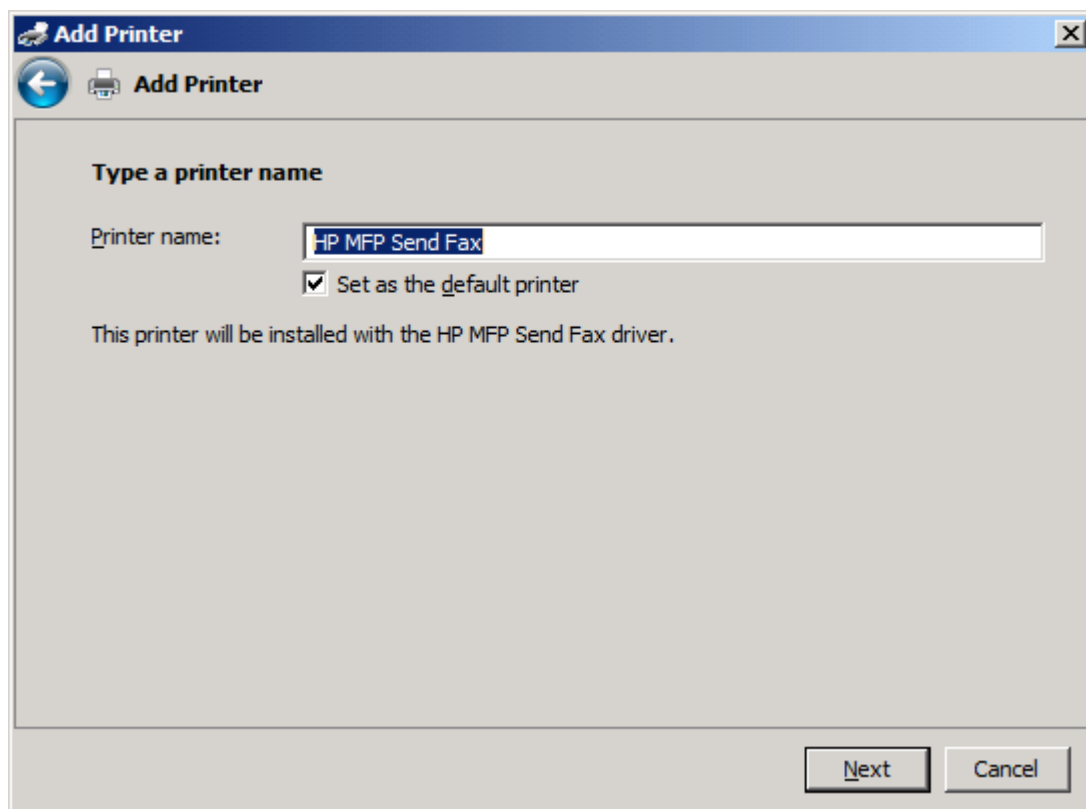 Add Printer
Add Printer
Type a printer name
Printer name: HP MFP Send Fax
Set as the default printer
This printer will be installed with the HP MFP Send Fax driver.
Next Cancel